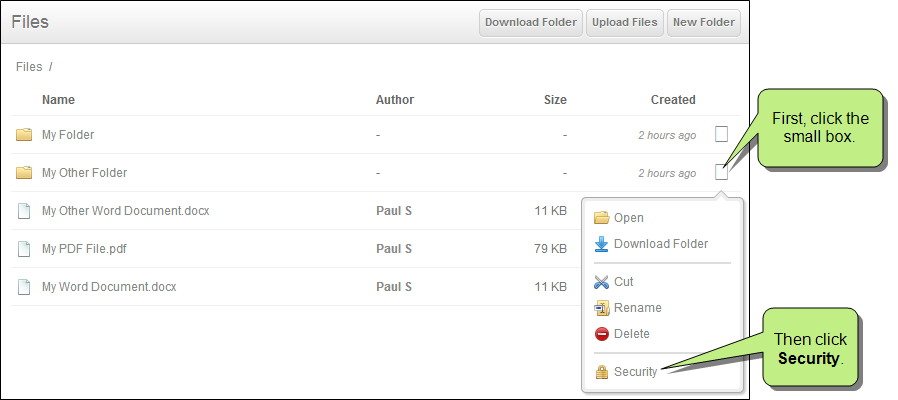 Files
Download Folder Upload Files New Folder
Files /
Name Author Size Created
My Folder - - 2 hours ago
My Other Folder - - 2 hours ago
My Other Word Document.docx Paul S 11 KB
My PDF File.pdf Paul S 79 KB
My Word Document.docx Paul S 11 KB
Open
Download Folder
Cut
Rename
Delete
Security
First, click the
small box.
Then click
Security.